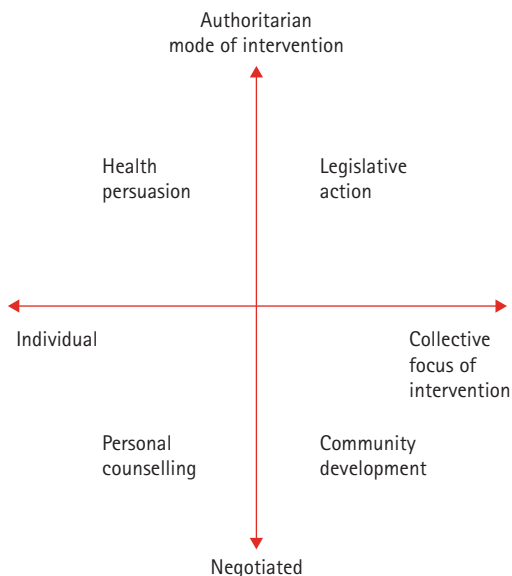 Authoritarian
mode of intervention
Health
persuasion
Legislative
action
Individual
Collective
focus of
intervention
Personal
counselling
Community
development
Negotiated